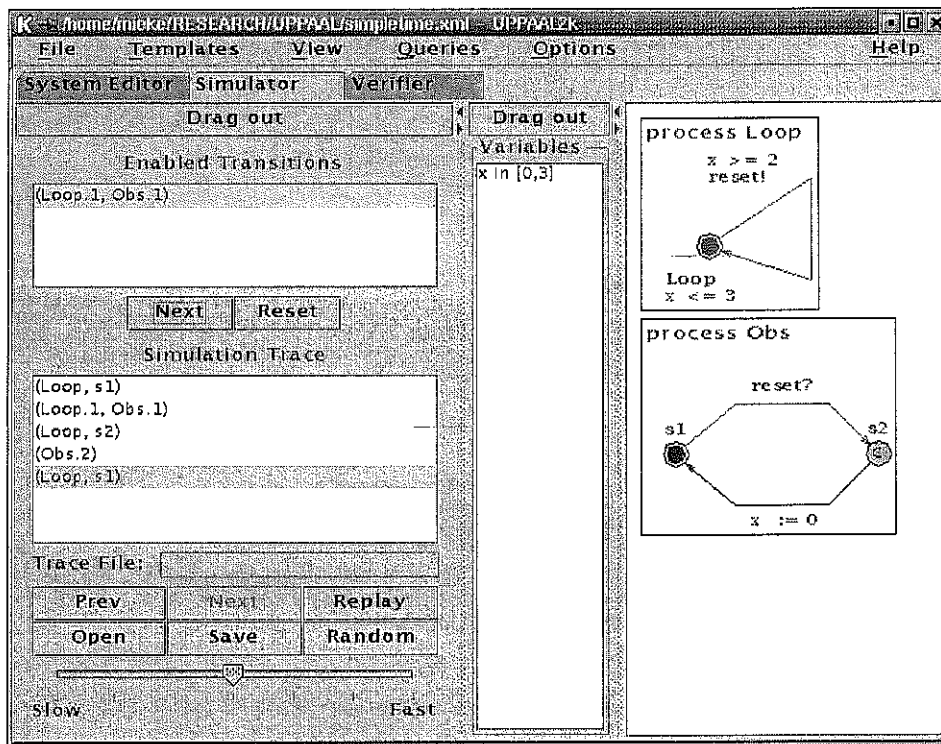 K /home/micke/RESEARCH/UPPAAL/simpletime.xml - UPPAAL2k
File Templates View Queries Options Help
System Editor Simulator Verifier
Drag out
Enabled Transitions
(Loop.1, Obs.1)
Next Reset
Simulation Trace
(Loop, s1)
(Loop.1, Obs.1)
(Loop, s2)
(Obs.2)
(Loop, s1)
Trace File:
Prev Next Replay
Open Save Random
Slow Fast
Drag out
Variables
x in [0,3]
process Loop
x >= 2
reset!
Loop
x <= 3
process Obs
reset?
s1 s2
x := 0